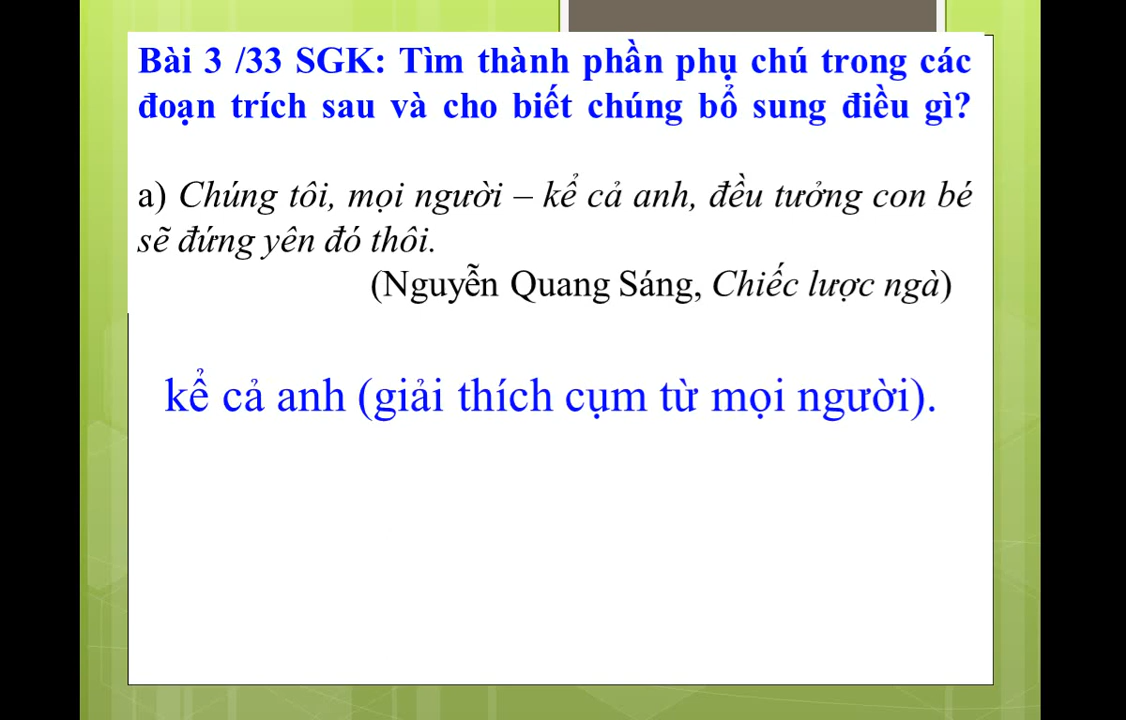 Bài 3 /33 SGK: Tìm thành phần phụ chú trong các
đoạn trích sau và cho biết chúng bổ sung điều gì?
a) Chúng tôi, mọi người – kể cả anh, đều tưởng con bé
sẽ đứng yên đó thôi.
(Nguyễn Quang Sáng, Chiếc lược ngà)
kể cả anh (giải thích cụm từ mọi người).